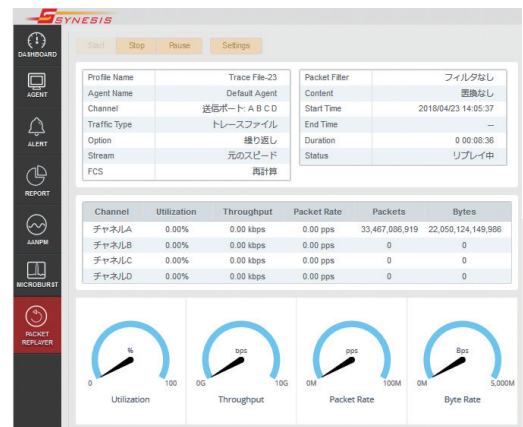 SYNESIS
DASHBOARD
AGENT
ALERT
REPORT
AANPM
MICROBURST
PACKET REPLAYER
Start Stop Pause Settings
Profile Name Trace File-23
Agent Name Default Agent
Channel 送信ポート: A B C D
Traffic Type トレースファイル
Option 繰り返し
Stream 元のスピード
FCS 再計算
Packet Filter フィルタなし
Content 置換なし
Start Time 2018/04/23 14:05:37
End Time --
Duration 0 00:08:36
Status リプレイ中
Channel Utilization Throughput Packet Rate Packets Bytes
チャネルA 0.00% 0.00 kbps 0.00 pps 33,467,086,919 22,050,124,149,986
チャネルB 0.00% 0.00 kbps 0.00 pps 0 0
チャネルC 0.00% 0.00 kbps 0.00 pps 0 0
チャネルD 0.00% 0.00 kbps 0.00 pps 0 0
%
0 100
Utilization
bps
0G 10G
Throughput
pps
0M 100M
Packet Rate
Bps
0M 5,000M
Byte Rate